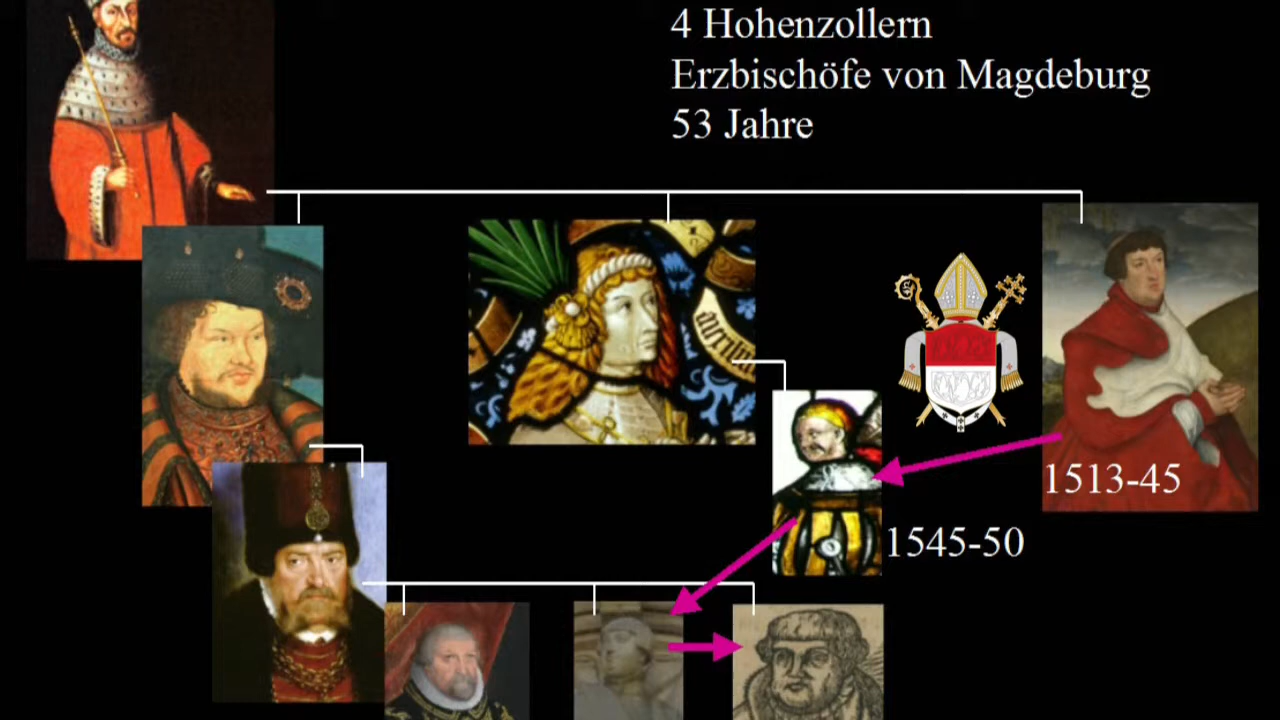 4 Hohenzollern
Erzbischöfe von Magdeburg
53 Jahre
1513-45
1545-50